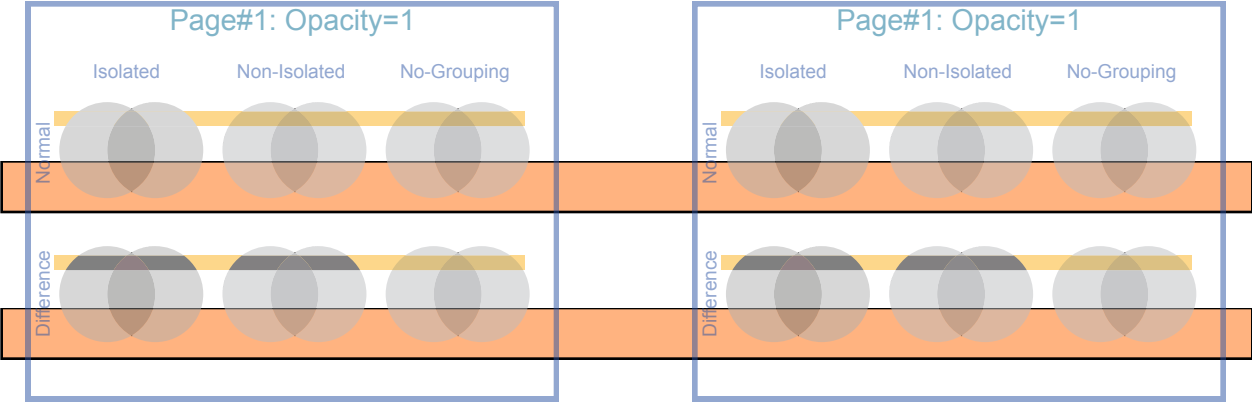 Page#1: Opacity=1
Isolated Non-Isolated No-Grouping
Normal
Difference
Page#1: Opacity=1
Isolated Non-Isolated No-Grouping
Normal
Difference